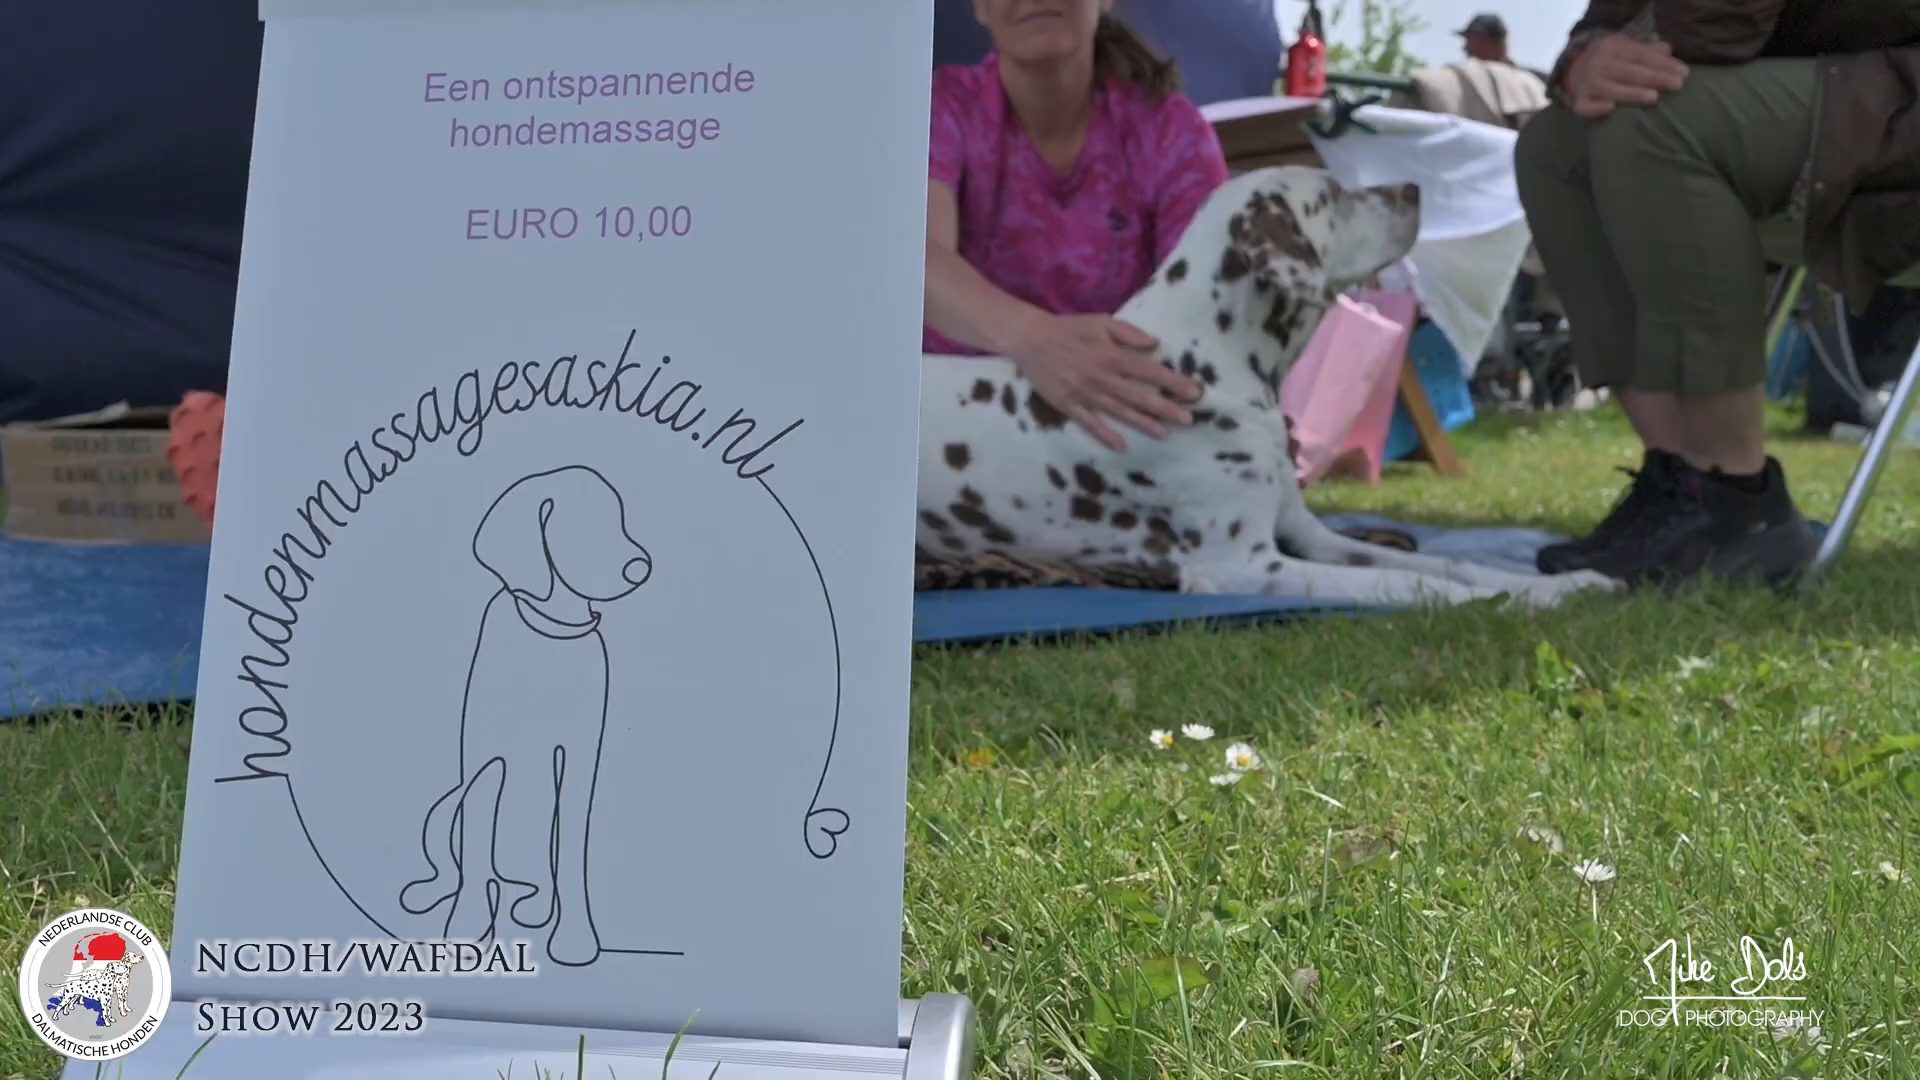 Een ontspannende
hondemassage
EURO 10,00
hondenmassagesaskia.nl
NEDERLANDSE CLUB
DALMATISCHE HONDEN
NCDH/WAFDAL
SHOW 2023
Mike Dols
DOG PHOTOGRAPHY